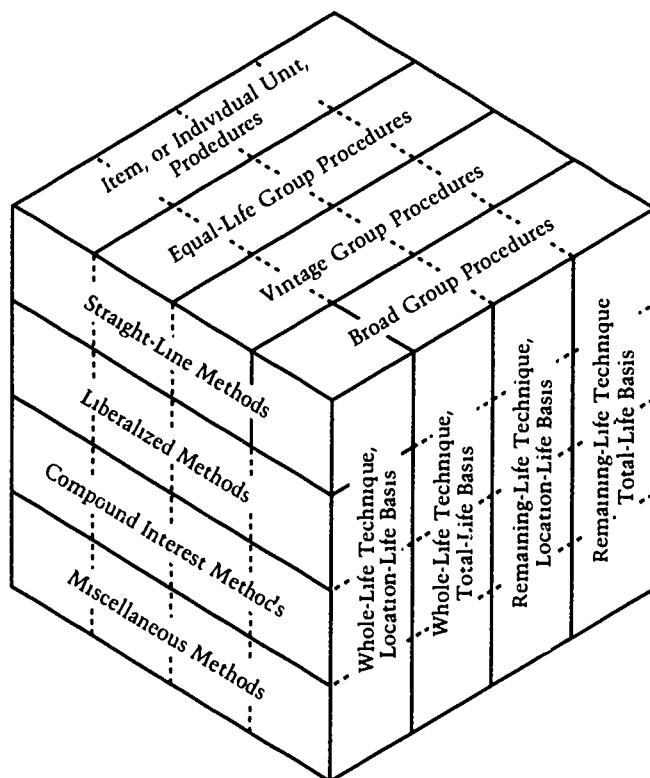 Item, or Individual Unit,
Prodedures
Equal-Life Group Procedures
Vintage Group Procedures
Broad Group Procedures
Straight-Line Methods
Liberalized Methods
Compound Interest Methods
Miscellaneous Methods
Whole-Life Technique,
Location-Life Basis
Whole-Life Technique,
Total-Life Basis
Remaining-Life Technique,
Location-Life Basis
Remaining-Life Technique
Total-Life Basis